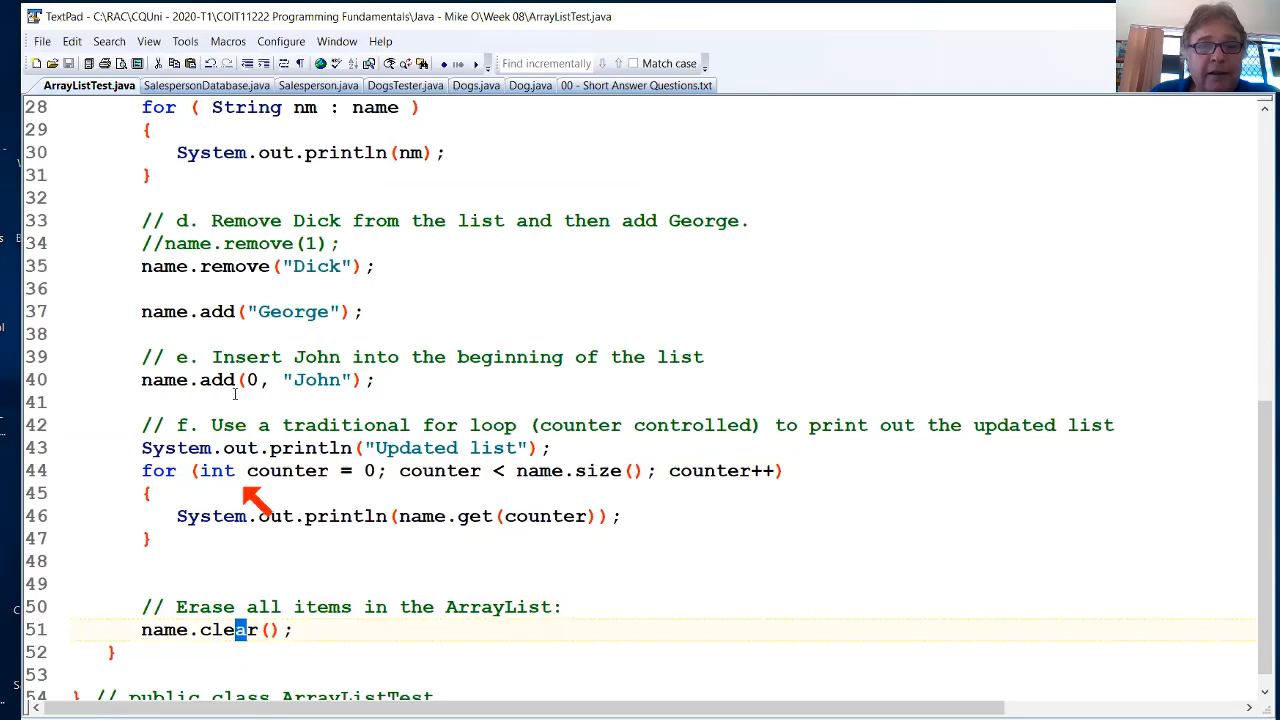 TextPad - C:\RAC\CQUni - 2020-T1\COIT11222 Programming Fundamentals\Java - Mike O\Week 08\ArrayListTest.java
File Edit Search View Tools Macros Configure Window Help
Find incrementally Match case
ArrayListTest.java SalespersonDatabase.java Salesperson.java DogsTester.java Dogs.java Dog.java 00 - Short Answer Questions.txt
28 for ( String nm : name )
29 {
30 System.out.println(nm);
31 }
32
33 // d. Remove Dick from the list and then add George.
34 //name.remove(1);
35 name.remove("Dick");
36
37 name.add("George");
38
39 // e. Insert John into the beginning of the list
40 name.add(0, "John");
41
42 // f. Use a traditional for loop (counter controlled) to print out the updated list
43 System.out.println("Updated list");
44 for (int counter = 0; counter < name.size(); counter++)
45 {
46 System.out.println(name.get(counter));
47 }
48
49
50 // Erase all items in the ArrayList:
51 name.clear();
52 }
53
54 } // public class ArrayListTest